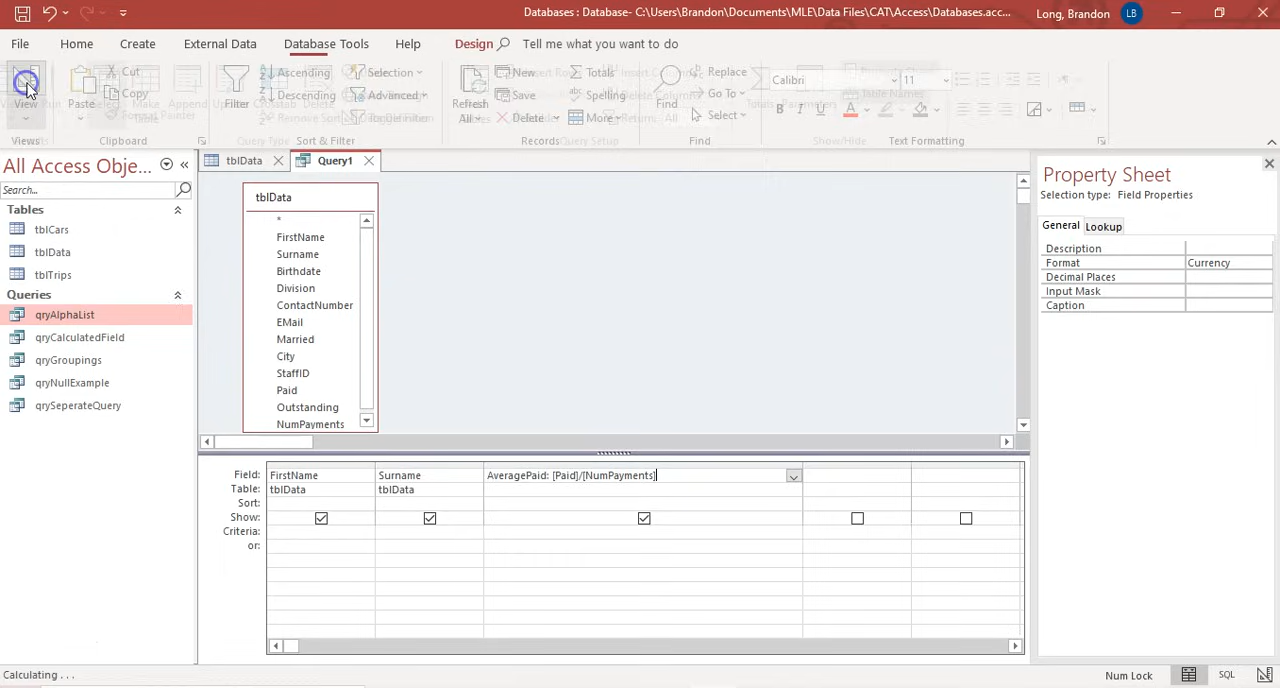 Databases : Database- C:\Users\Brandon\Documents\MLE\Data Files\CAT\Access\Databases.acc...
Long, Brandon
LB
File
Home
Create
External Data
Database Tools
Help
Design
Tell me what you want to do
View
Views
Paste
Cut
Copy
Clipboard
Filter
Ascending
Descending
Selection
Advanced
Sort & Filter
Refresh
All
New
Save
Delete
Totals
Spelling
More
Records
Find
Replace
Go To
Select
Find
Calibri
11
B I U
A
Text Formatting
All Access Obje...
Search...
Tables
tblCars
tblData
tblTrips
Queries
qryAlphaList
qryCalculatedField
qryGroupings
qryNullExample
qrySeperateQuery
tblData
Query1
tblData
*
FirstName
Surname
Birthdate
Division
ContactNumber
EMail
Married
City
StaffID
Paid
Outstanding
NumPayments
Field: FirstName Surname AveragePaid: [Paid]/[NumPayments]
Table: tblData tblData
Sort:
Show:
Criteria:
or:
Property Sheet
Selection type: Field Properties
General
Lookup
Description
Format Currency
Decimal Places
Input Mask
Caption
Calculating . . .
Num Lock
SQL